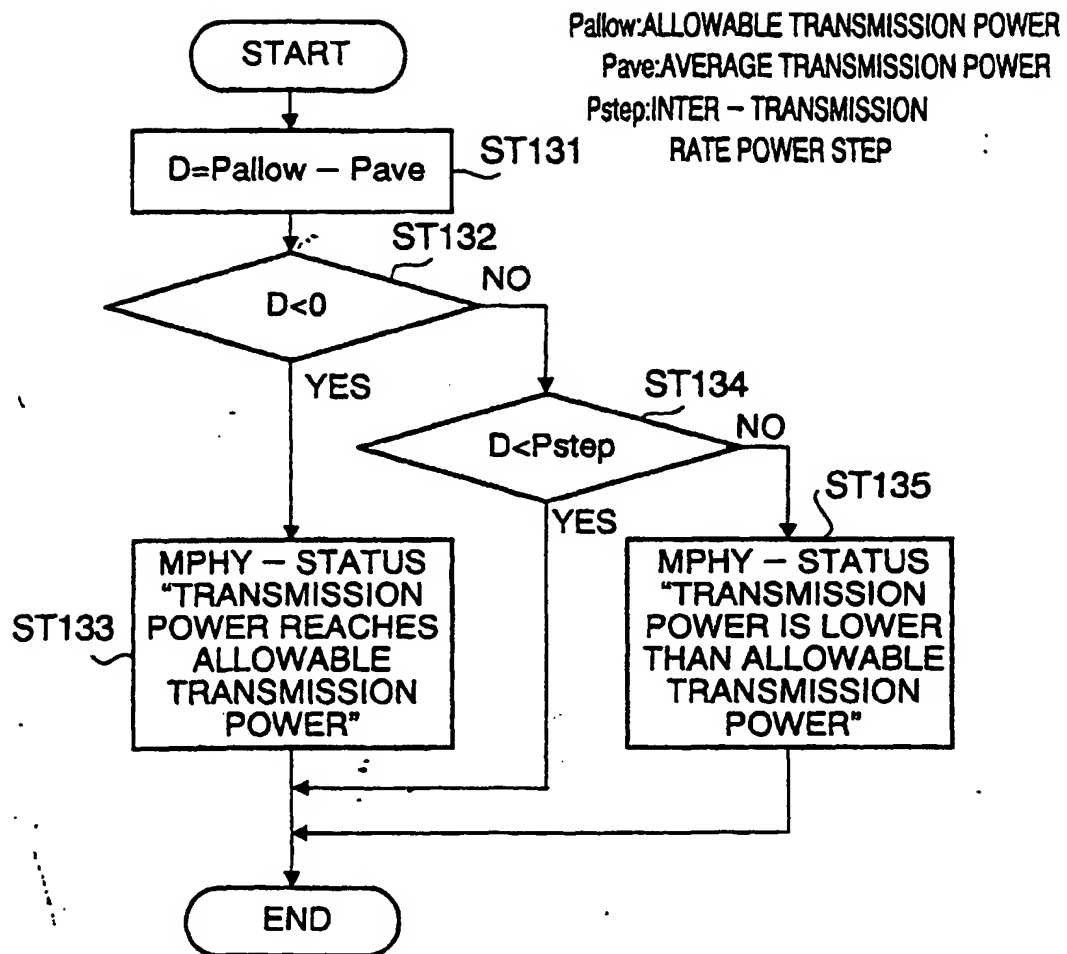 Pallow:ALLOWABLE TRANSMISSION POWER
Pave:AVERAGE TRANSMISSION POWER
Pstep:INTER – TRANSMISSION
RATE POWER STEP
START
D=Pallow – Pave
ST131
ST132
D<0
NO
YES
ST134
D<Pstep
NO
YES
ST135
ST133
MPHY – STATUS
“TRANSMISSION
POWER REACHES
ALLOWABLE
TRANSMISSION
POWER”
MPHY – STATUS
“TRANSMISSION
POWER IS LOWER
THAN ALLOWABLE
TRANSMISSION
POWER”
END